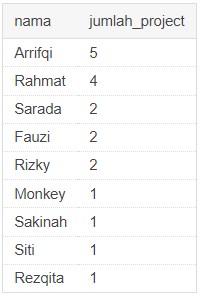 nama jumlah_project
Arrifqi 5
Rahmat 4
Sarada 2
Fauzi 2
Rizky 2
Monkey 1
Sakinah 1
Siti 1
Rezqita 1